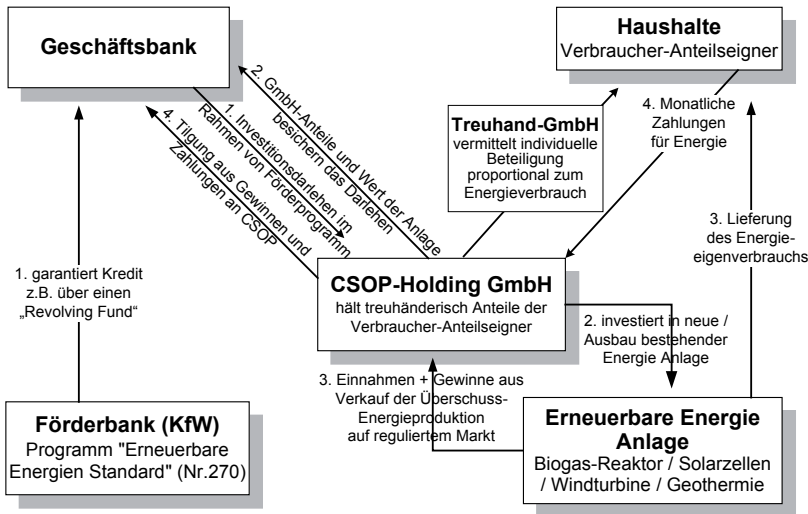 Geschäftsbank
Haushalte
Verbraucher-Anteilseigner
2. GmbH-Anteile und Wert der Anlage
besichern das Darlehen
1. Investitionsdarlehen im
Rahmen von Förderprogramm
4. Tilgung aus Gewinnen und
Zahlungen an CSOP
Treuhand-GmbH
vermittelt individuelle
Beteiligung
proportional zum
Energieverbrauch
4. Monatliche
Zahlungen
für Energie
3. Lieferung
des Energie-
eigenverbrauchs
1. garantiert Kredit
z.B. über einen
„Revolving Fund“
CSOP-Holding GmbH
hält treuhänderisch Anteile der
Verbraucher-Anteilseigner
2. investiert in neue /
Ausbau bestehender
Energie Anlage
3. Einnahmen + Gewinne aus
Verkauf der Überschuss-
Energieproduktion
auf reguliertem Markt
Förderbank (KfW)
Programm "Erneuerbare
Energien Standard" (Nr.270)
Erneuerbare Energie
Anlage
Biogas-Reaktor / Solarzellen
/ Windturbine / Geothermie